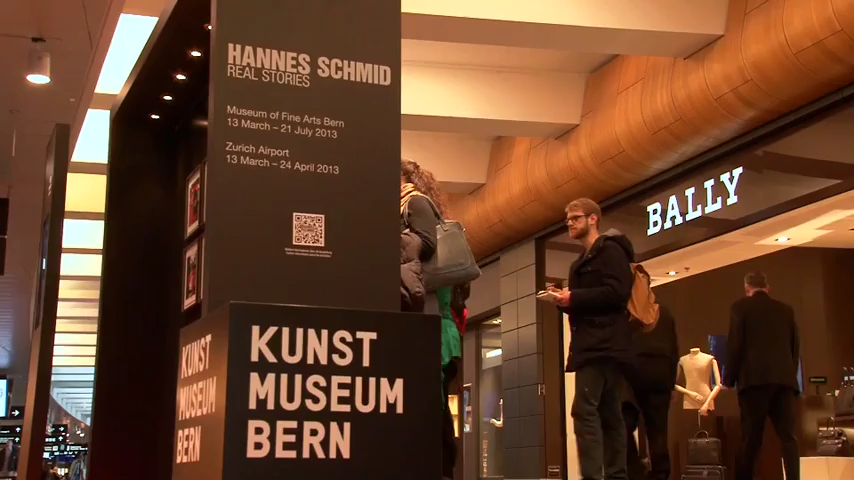 HANNES SCHMID
REAL STORIES
Museum of Fine Arts Bern
13 March – 21 July 2013
Zurich Airport
13 March – 24 April 2013
KUNST
MUSEUM
BERN
KUNST
MUSEUM
BERN
BALLY